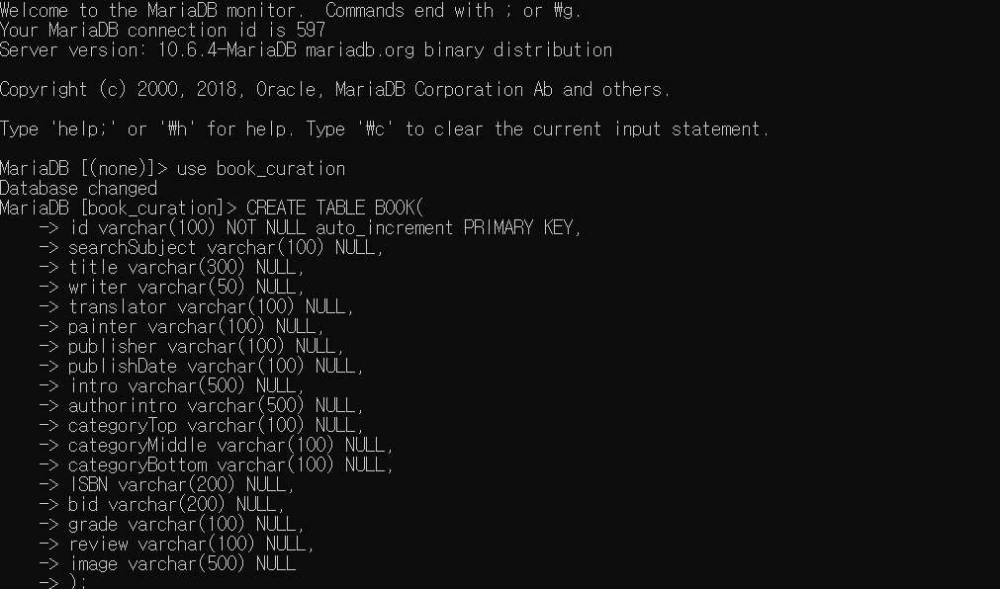 Welcome to the MariaDB monitor.  Commands end with ; or ₩g.
Your MariaDB connection id is 597
Server version: 10.6.4-MariaDB mariadb.org binary distribution
Copyright (c) 2000, 2018, Oracle, MariaDB Corporation Ab and others.
Type 'help;' or '₩h' for help. Type '₩c' to clear the current input statement.
MariaDB [(none)]> use book_curation
Database changed
MariaDB [book_curation]> CREATE TABLE BOOK(
    -> id varchar(100) NOT NULL auto_increment PRIMARY KEY,
    -> searchSubject varchar(100) NULL,
    -> title varchar(300) NULL,
    -> writer varchar(50) NULL,
    -> translator varchar(100) NULL,
    -> painter varchar(100) NULL,
    -> publisher varchar(100) NULL,
    -> publishDate varchar(100) NULL,
    -> intro varchar(500) NULL,
    -> authorintro varchar(500) NULL,
    -> categoryTop varchar(100) NULL,
    -> categoryMiddle varchar(100) NULL,
    -> categoryBottom varchar(100) NULL,
    -> ISBN varchar(200) NULL,
    -> bid varchar(200) NULL,
    -> grade varchar(100) NULL,
    -> review varchar(100) NULL,
    -> image varchar(500) NULL
    -> );